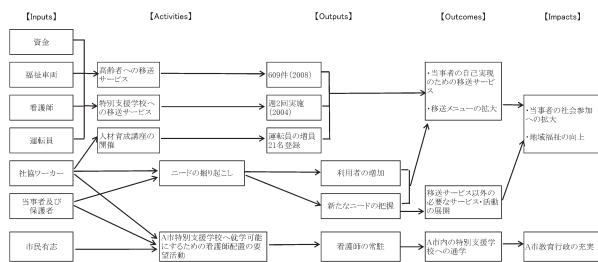 【Inputs】
【Activities】
【Outputs】
【Outcomes】
【Impacts】
資金
福祉車両
看護師
運転員
社協ワーカー
当事者及び
保護者
市民有志
高齢者への移送
サービス
特別支援学校へ
の移送サービス
人材育成講座の
開催
ニードの掘り起こし
A市特別支援学校へ就学可能
にするための看護師配置の要
望活動
609件(2008)
週2回実施
(2004)
運転員の増員
21名登録
利用者の増加
新たなニードの把握
看護師の常駐
・当事者の自己実現
のための移送サー
ビス
・移送メニューの拡大
移送サービス以外の
必要なサービス・活動
の展開
A市内の特別支援学
校への通学
・当事者の社会参加
への拡大
・地域福祉の向上
A市教育行政の充実